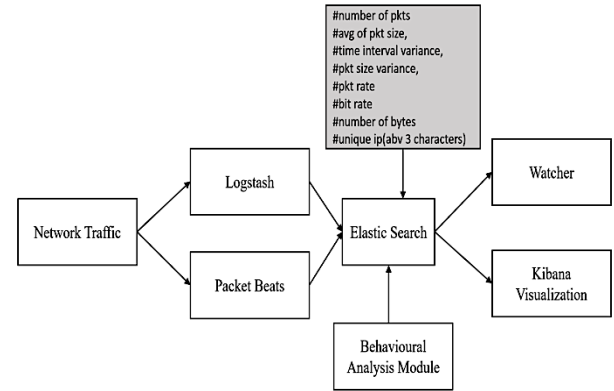 #number of pkts
#avg of pkt size,
#time interval variance,
#pkt size variance,
#pkt rate
#bit rate
#number of bytes
#unique ip(abv 3 characters)
Logstash
Watcher
Network Traffic
Elastic Search
Packet Beats
Kibana
Visualization
Behavioural
Analysis Module